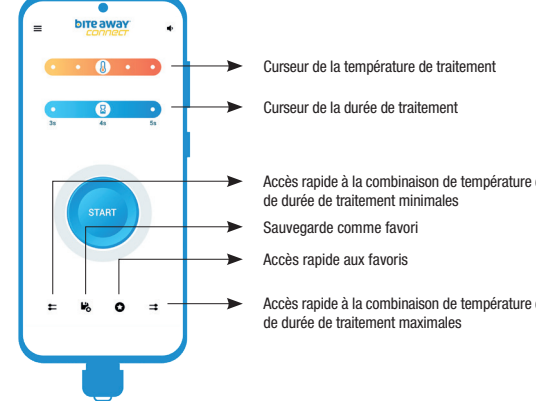 bite away
connect
Curseur de la température de traitement
Curseur de la durée de traitement
3s 4s 5s
Accès rapide à la combinaison de température
de durée de traitement minimales
START
Sauvegarde comme favori
Accès rapide aux favoris
Accès rapide à la combinaison de température
de durée de traitement maximales